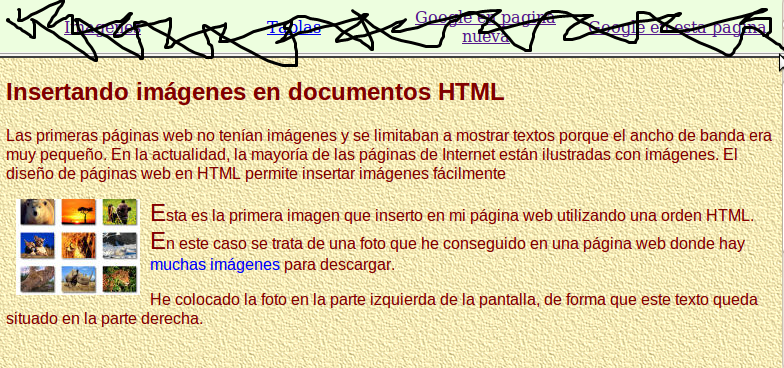 Imagenes Tablas Google en pagina nueva Google en esta pagina
Insertando imágenes en documentos HTML
Las primeras páginas web no tenían imágenes y se limitaban a mostrar textos porque el ancho de banda era
muy pequeño. En la actualidad, la mayoría de las páginas de Internet están ilustradas con imágenes. El
diseño de páginas web en HTML permite insertar imágenes fácilmente
Esta es la primera imagen que inserto en mi página web utilizando una orden HTML.
En este caso se trata de una foto que he conseguido en una página web donde hay
muchas imágenes para descargar.
He colocado la foto en la parte izquierda de la pantalla, de forma que este texto queda
situado en la parte derecha.